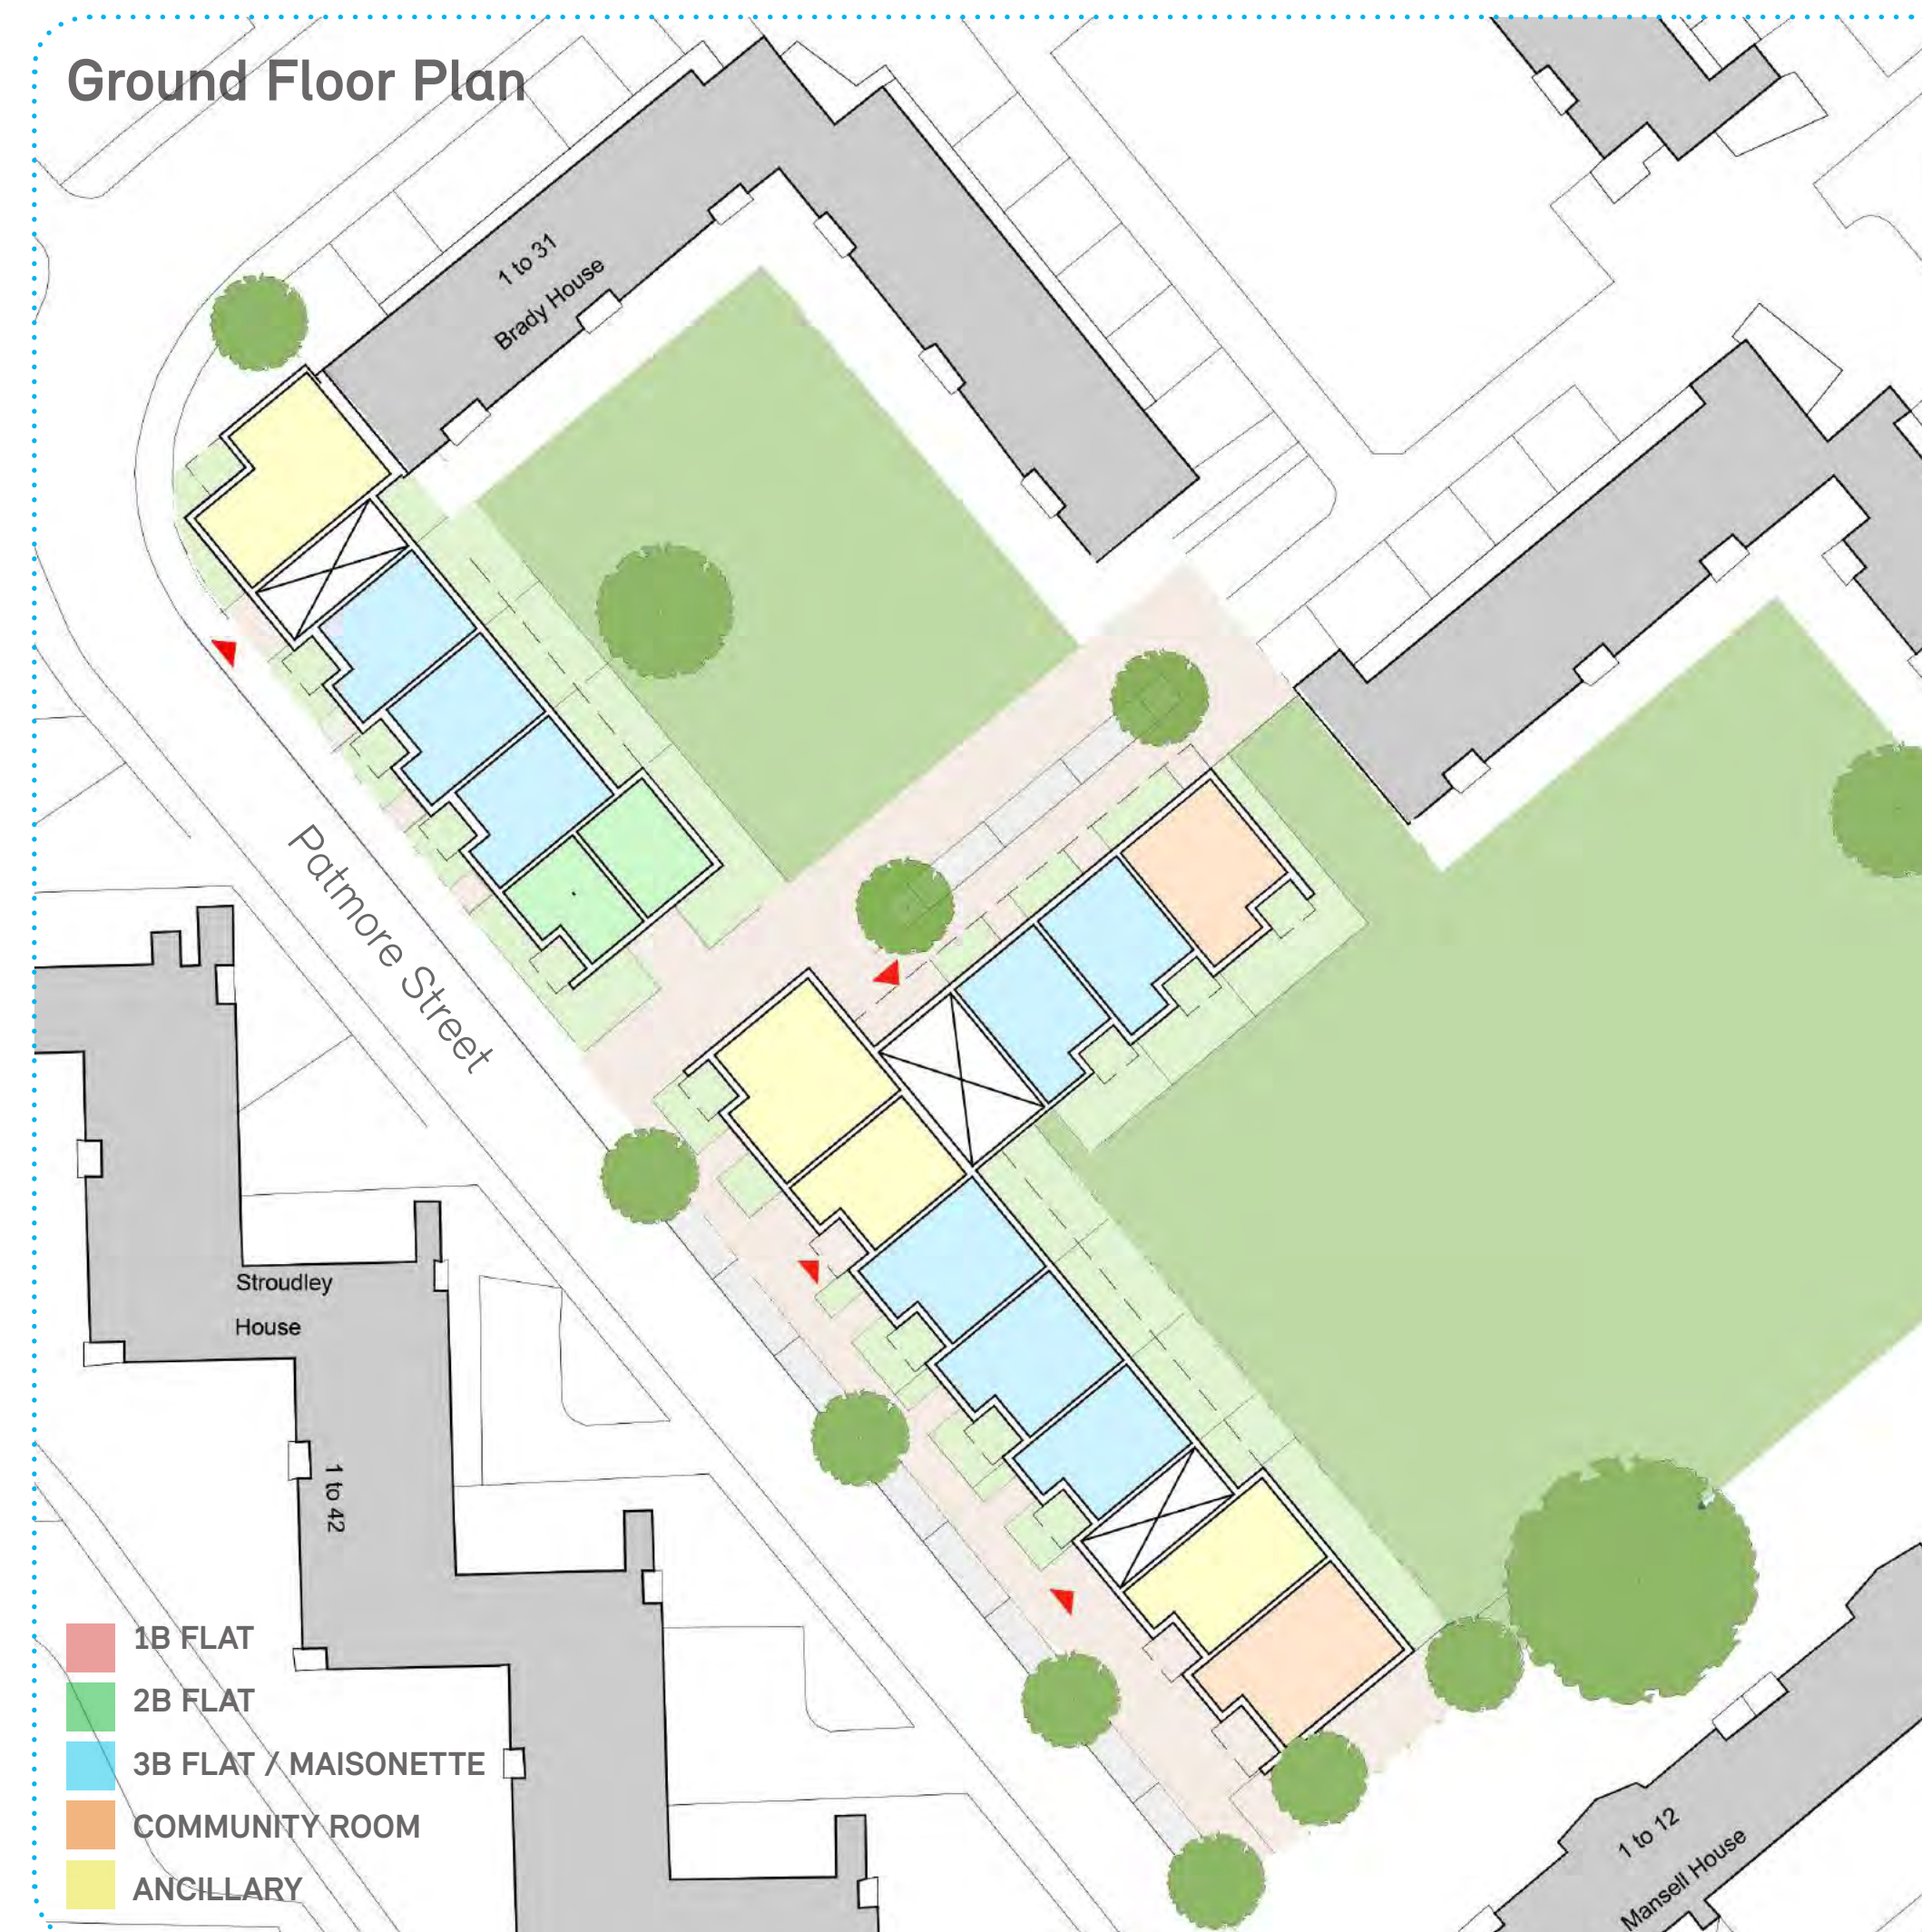 Ground Floor Plan
1 to 31
Brady House
Patmore Street
Stroudley
House
1 to 42
1B FLAT
2B FLAT
3B FLAT / MAISONETTE
COMMUNITY ROOM
ANCILLARY
1 to 12
Mansell House